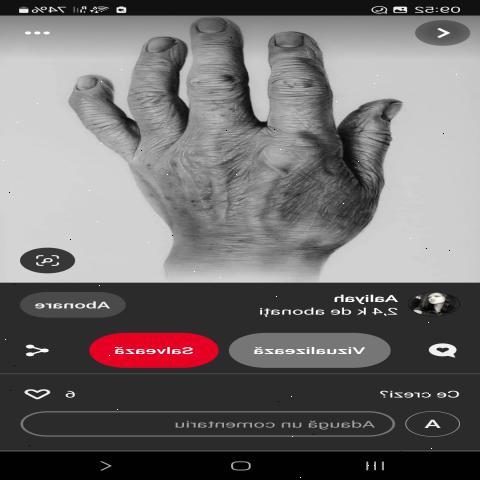 09:52 74%
Aaliyah
2,4 k de abonați
Abonare
Vizualizează Salvează
Ce crezi? 6
A Adaugă un comentariu